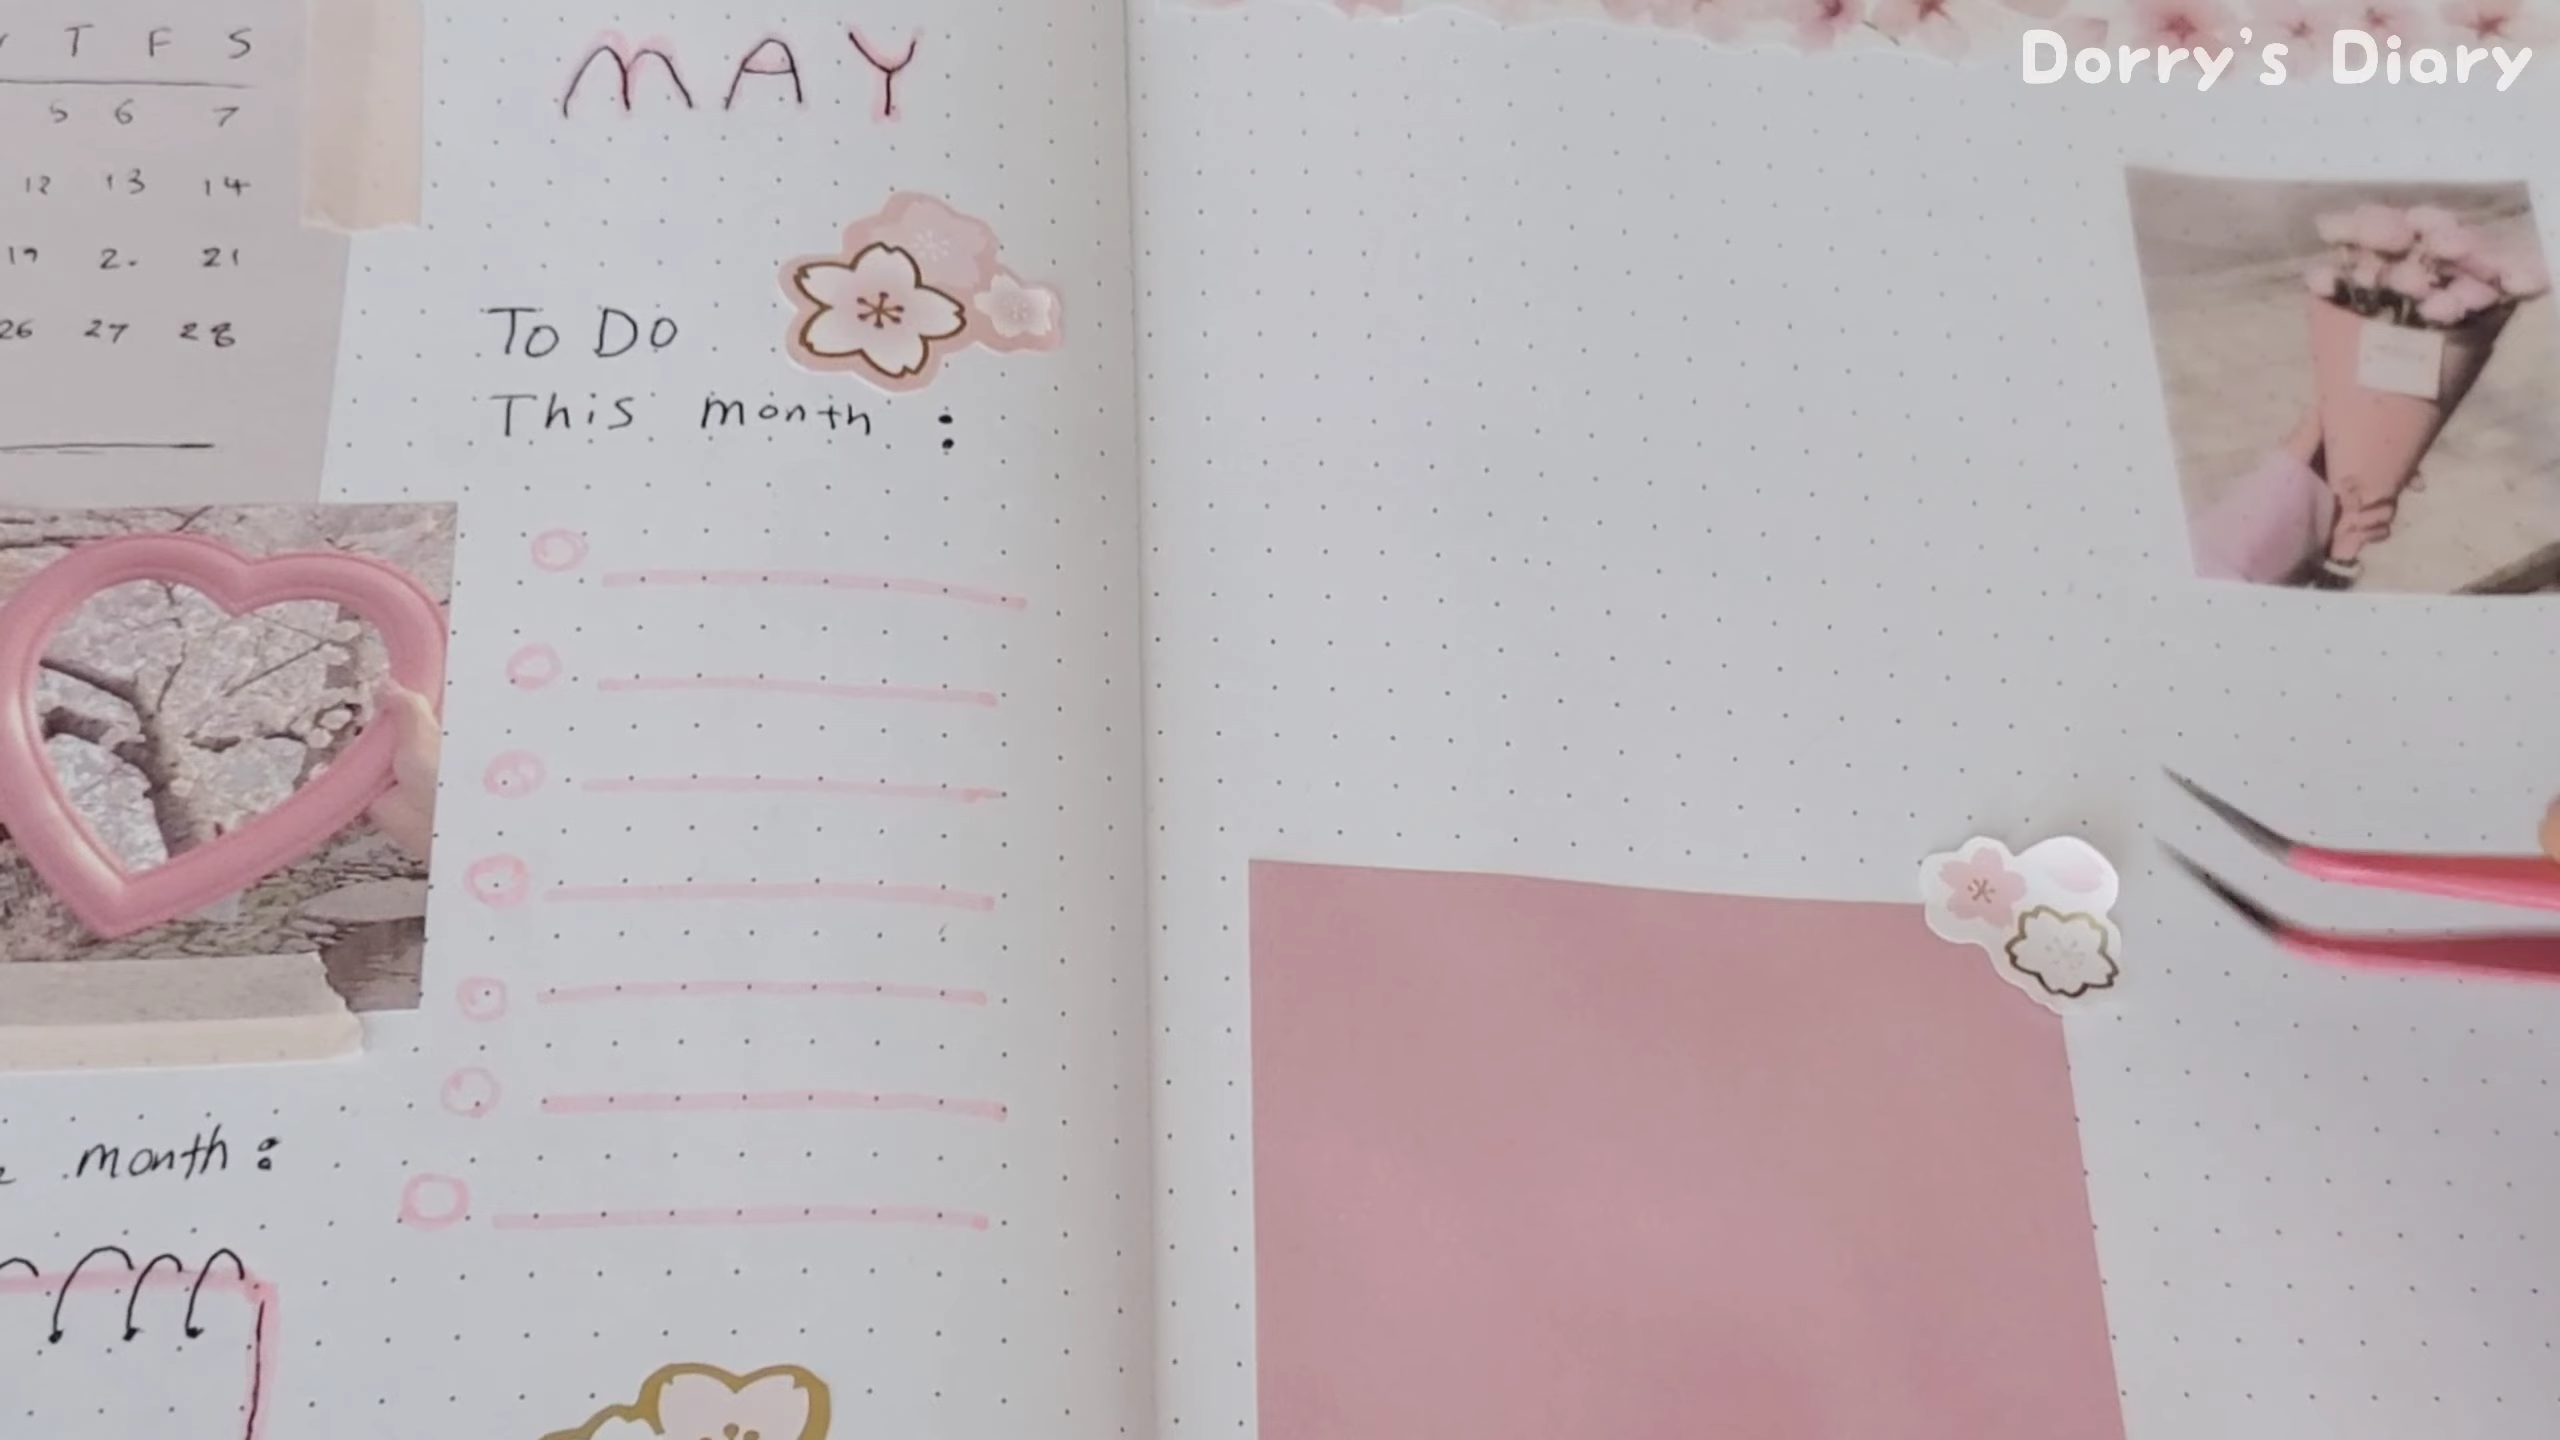 Dorry's Diary
T F S
5 6 7
12 13 14
19 2. 21
26 27 28
MAY
To Do
This month :
month :